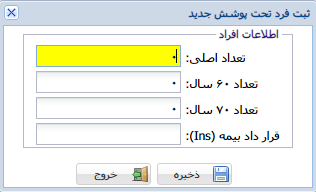 ثبت فرد تحت پوشش جدید
اطلاعات افراد
تعداد اصلی: ۰
تعداد ۶۰ سال: ۰
تعداد ۷۰ سال: ۰
قرار داد بیمه (Ins):
ذخیره خروج